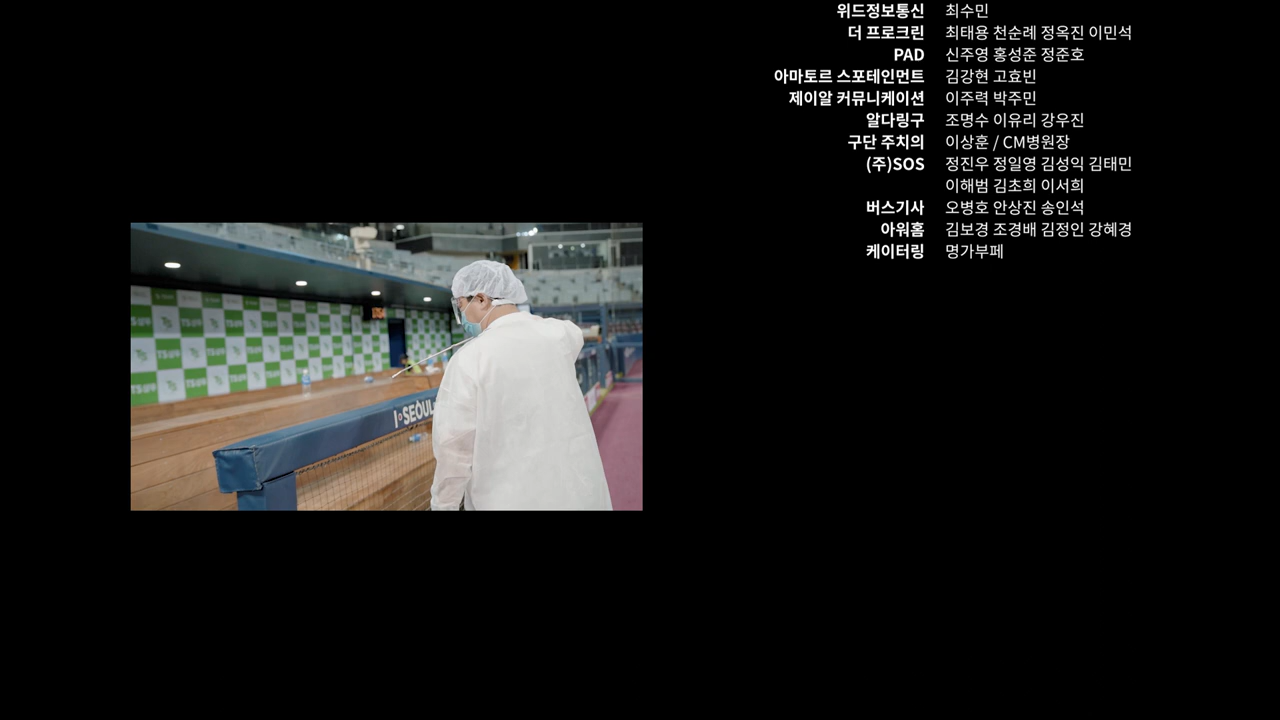 위드정보통신 최수민
더 프로크린 최태용 천순례 정옥진 이민석
PAD 신주영 홍성준 정준호
아마토르 스포테인먼트 김강현 고효빈
제이알 커뮤니케이션 이주력 박주민
알다링구 조명수 이유리 강우진
구단 주치의 이상훈 / CM병원장
(주)SOS 정진우 정일영 김성익 김태민
이해범 김초희 이서희
버스기사 오병호 안상진 송인석
아워홈 김보경 조경배 김정인 강혜경
케이터링 명가부페
I·SEOUL